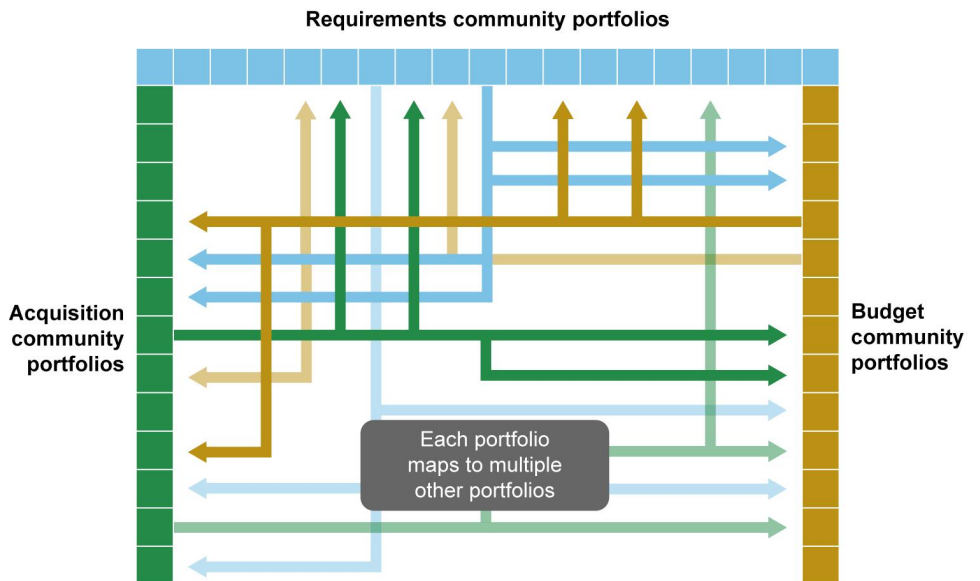 Requirements community portfolios
Acquisition
community
portfolios
Budget
community
portfolios
Each portfolio
maps to multiple
other portfolios